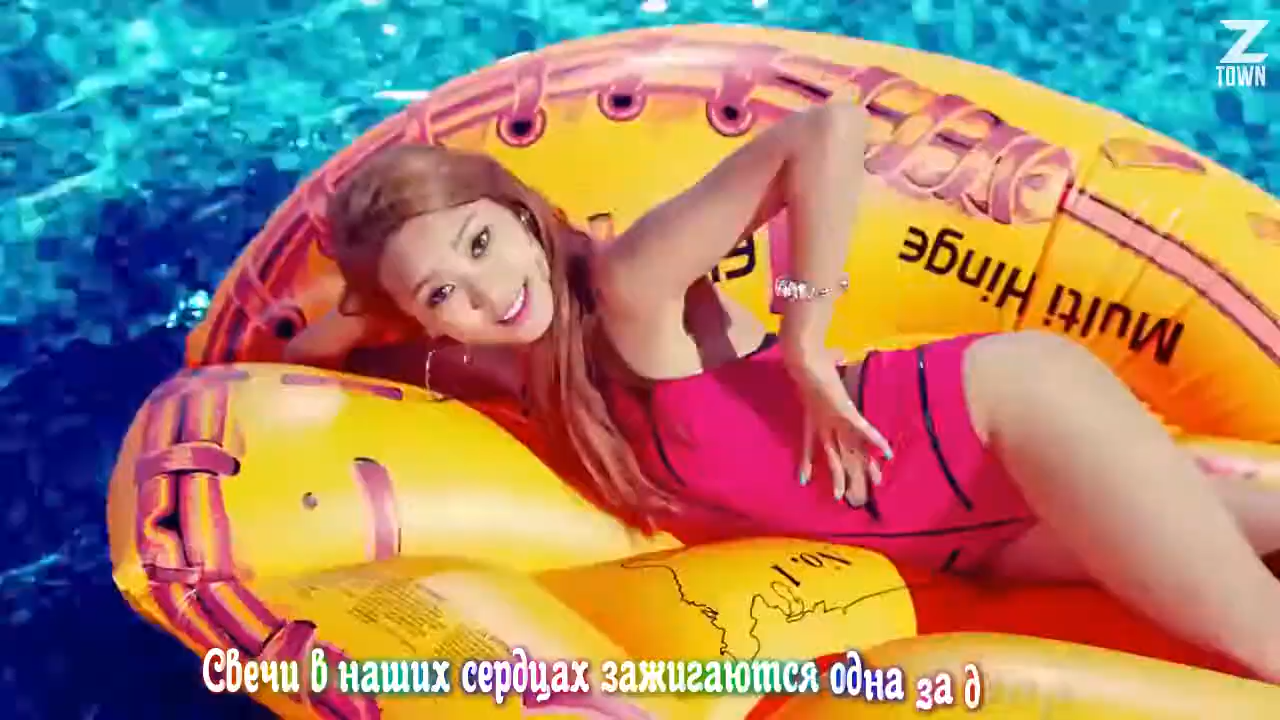 Z
TOWN
Multi Hinge
No.1
Свечи в наших сердцах зажигаются одна за д